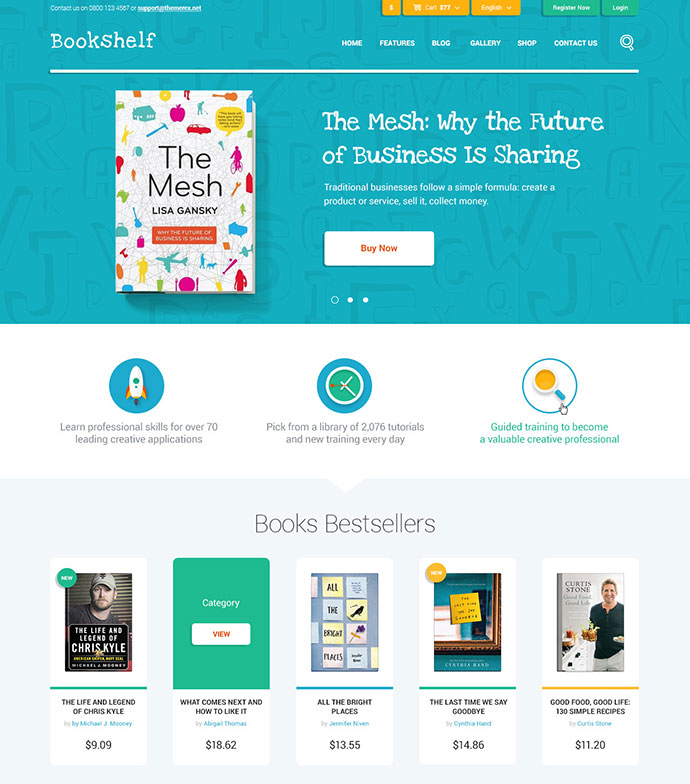 Contact us on 0800 123 4567 or support@themerex.net
$ Cart $77 English Register Now Login
Bookshelf
HOME FEATURES BLOG GALLERY SHOP CONTACT US
The Mesh
LISA GANSKY
WHY THE FUTURE OF
BUSINESS IS SHARING
The Mesh: Why the Future
of Business Is Sharing
Traditional businesses follow a simple formula: create a
product or service, sell it, collect money.
Buy Now
Learn professional skills for over 70
leading creative applications
Pick from a library of 2,076 tutorials
and new training every day
Guided training to become
a valuable creative professional
Books Bestsellers
NEW
THE LIFE AND
LEGEND OF
CHRIS KYLE
AMERICAN SNIPER, NAVY SEAL
MICHAEL J. MOONEY
THE LIFE AND LEGEND
OF CHRIS KYLE
by by Michael J. Mooney
$9.09
Category
VIEW
WHAT COMES NEXT AND
HOW TO LIKE IT
by Abigail Thomas
$18.62
ALL
THE
BRIGHT
PLACES
Jennifer Niven
ALL THE BRIGHT
PLACES
by Jennifer Niven
$13.55
NEW
THE LAST TIME WE SAY GOODBYE
CYNTHIA HAND
THE LAST TIME WE SAY
GOODBYE
by Cynthia Hand
$14.86
CURTIS
STONE
Good Food,
Good Life
GOOD FOOD, GOOD LIFE:
130 SIMPLE RECIPES
by Curtis Stone
$11.20